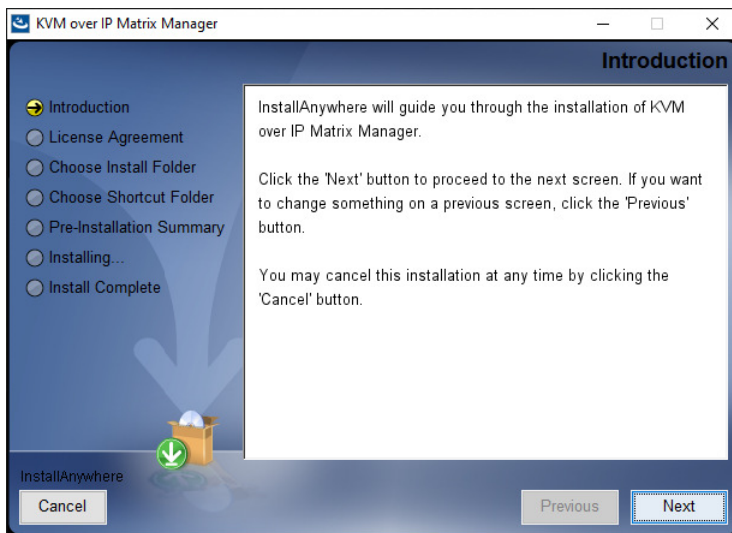 KVM over IP Matrix Manager
Introduction
Introduction
License Agreement
Choose Install Folder
Choose Shortcut Folder
Pre-Installation Summary
Installing...
Install Complete
InstallAnywhere will guide you through the installation of KVM
over IP Matrix Manager.
Click the 'Next' button to proceed to the next screen. If you want
to change something on a previous screen, click the 'Previous'
button.
You may cancel this installation at any time by clicking the
'Cancel' button.
InstallAnywhere
Cancel
Previous
Next